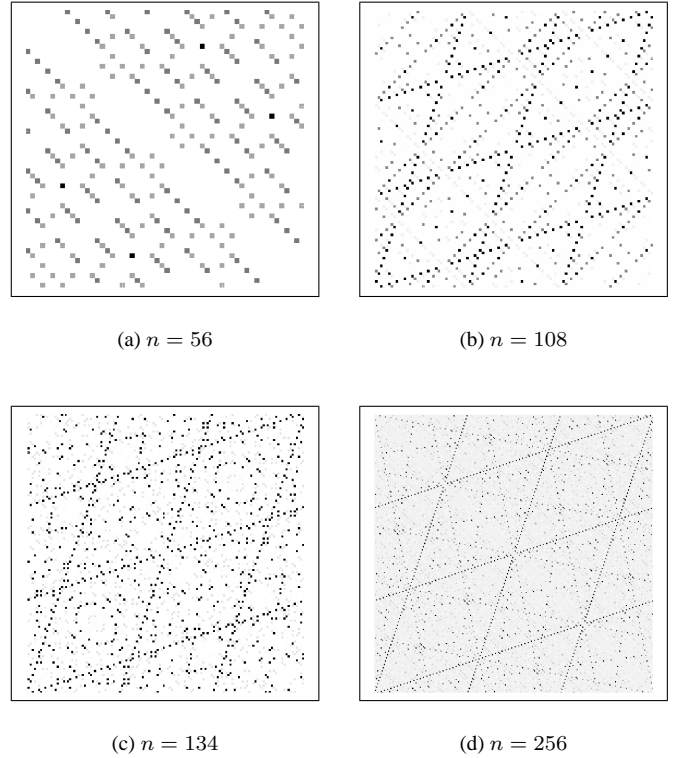 (a) n = 56
(b) n = 108
(c) n = 134
(d) n = 256